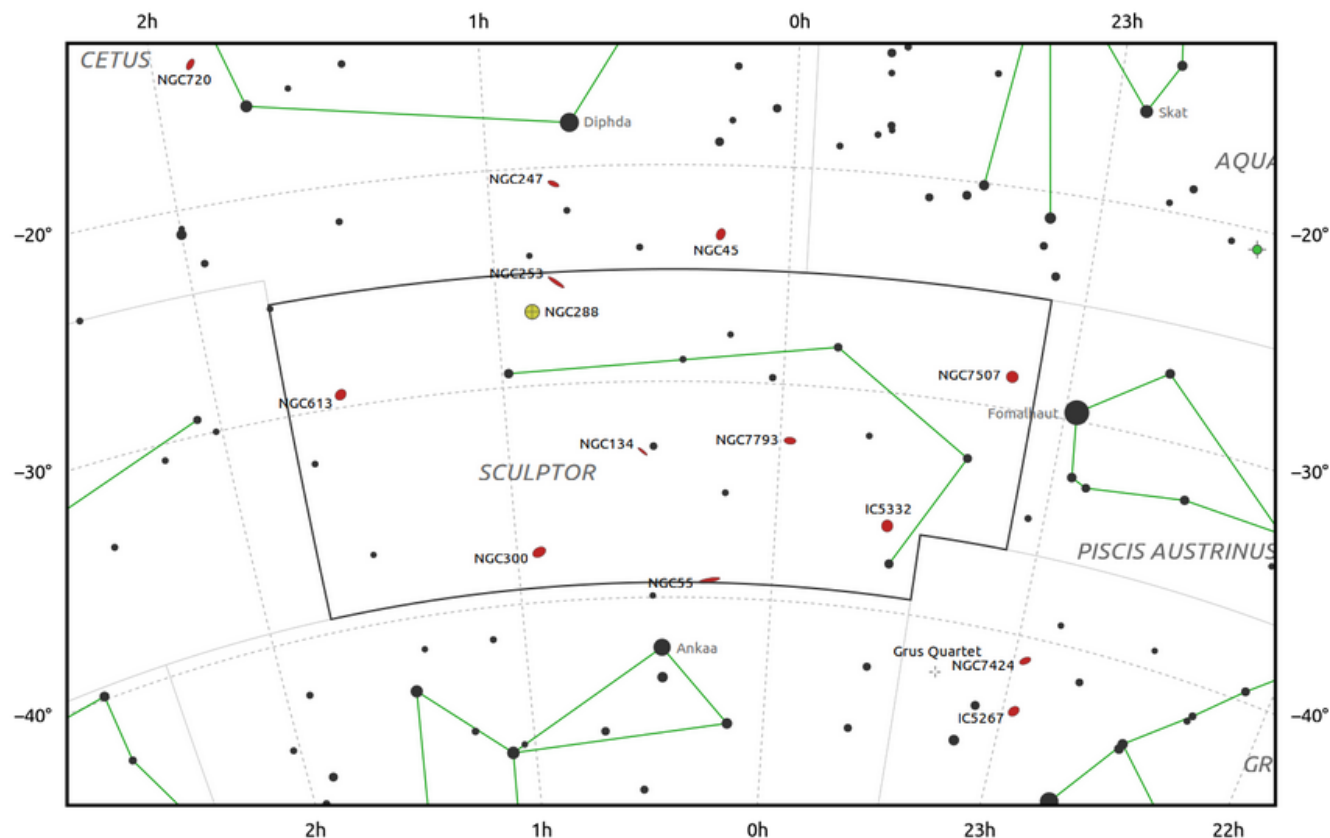 2h 1h 0h 23h
CETUS
NGC720
Diphda
Skat
AQUA
NGC247
–20° –20°
NGC45
NGC253
NGC288
NGC7507
NGC613
Fomalhaut
NGC134
NGC7793
–30° –30°
SCULPTOR
IC5332
NGC300
PISCIS AUSTRINUS
NGC55
Ankaa
Grus Quartet
NGC7424
–40° –40°
IC5267
GR
2h 1h 0h 23h 22h